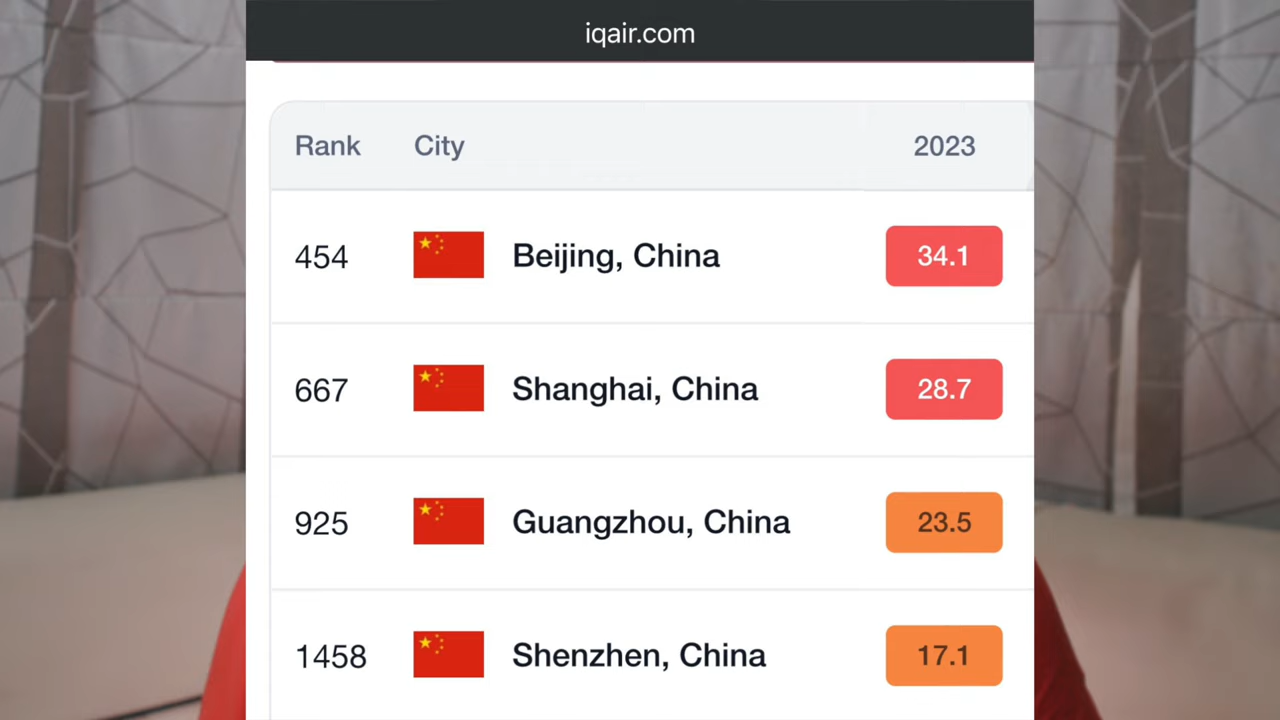 iqair.com
Rank City 2023
454 Beijing, China 34.1
667 Shanghai, China 28.7
925 Guangzhou, China 23.5
1458 Shenzhen, China 17.1